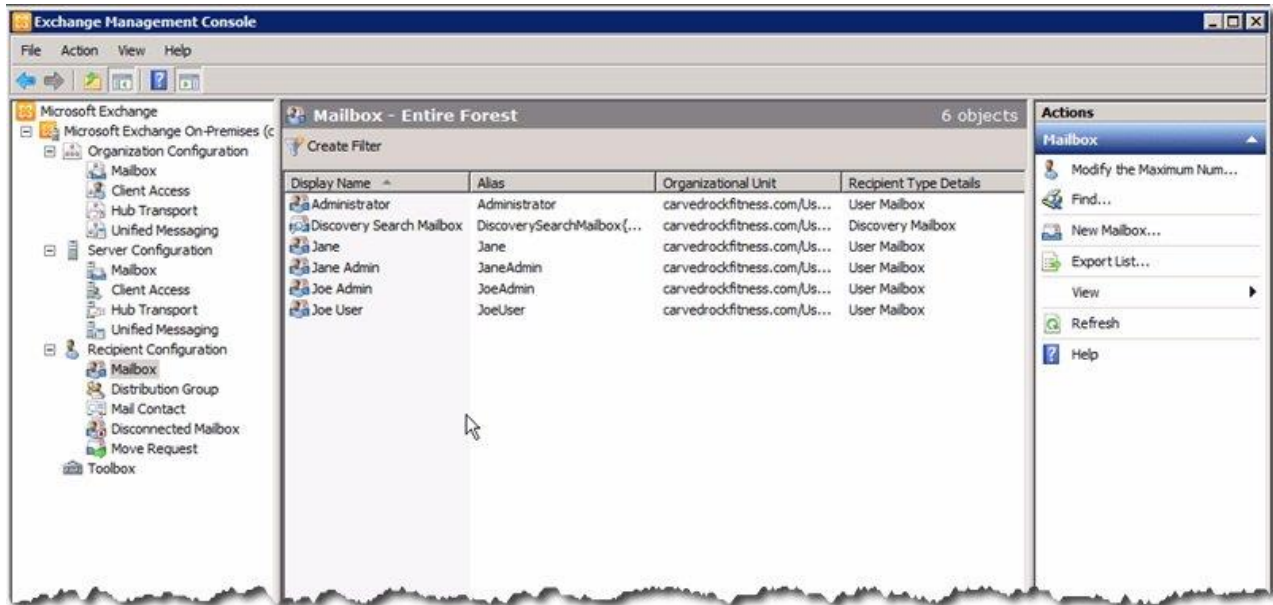 Exchange Management Console
File Action View Help
Microsoft Exchange
Microsoft Exchange On-Premises (c
Organization Configuration
Mailbox
Client Access
Hub Transport
Unified Messaging
Server Configuration
Mailbox
Client Access
Hub Transport
Unified Messaging
Recipient Configuration
Mailbox
Distribution Group
Mail Contact
Disconnected Mailbox
Move Request
Toolbox
Mailbox - Entire Forest 6 objects
Create Filter
Display Name Alias Organizational Unit Recipient Type Details
Administrator Administrator carvedrockfitness.com/Us... User Mailbox
Discovery Search Mailbox DiscoverySearchMailbox{... carvedrockfitness.com/Us... Discovery Mailbox
Jane Jane carvedrockfitness.com/Us... User Mailbox
Jane Admin JaneAdmin carvedrockfitness.com/Us... User Mailbox
Joe Admin JoeAdmin carvedrockfitness.com/Us... User Mailbox
Joe User JoeUser carvedrockfitness.com/Us... User Mailbox
Actions
Mailbox
Modify the Maximum Num...
Find...
New Mailbox...
Export List...
View
Refresh
Help